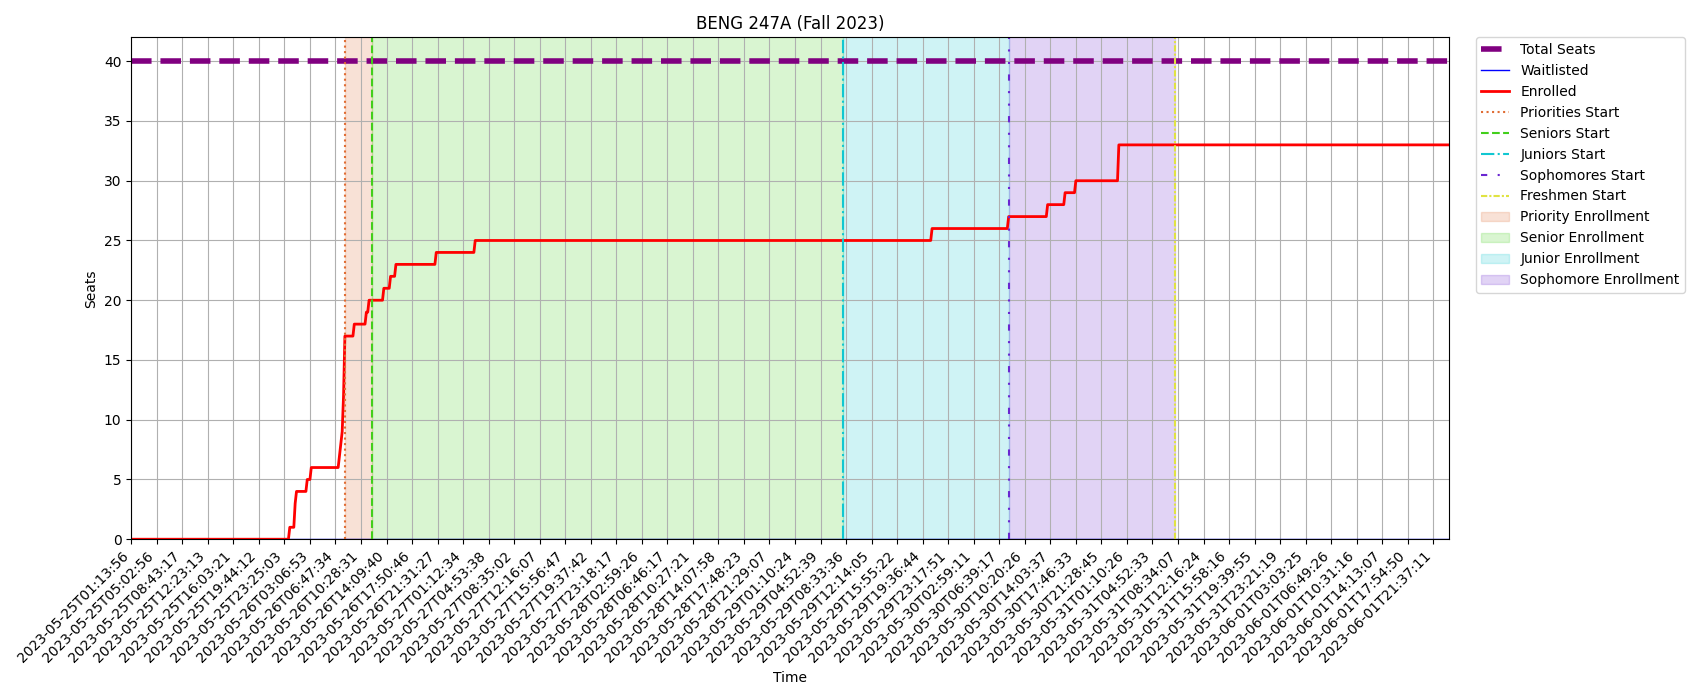 BENG 247A (Fall 2023)
Seats
40
35
30
25
20
15
10
5
0
2023-05-25T01:13:56
2023-05-25T05:02:56
2023-05-25T08:43:17
2023-05-25T12:23:13
2023-05-25T16:03:21
2023-05-25T19:44:12
2023-05-25T23:25:03
2023-05-26T03:06:53
2023-05-26T06:47:34
2023-05-26T10:28:31
2023-05-26T14:09:40
2023-05-26T17:50:46
2023-05-26T21:31:27
2023-05-27T01:12:34
2023-05-27T04:53:38
2023-05-27T08:35:02
2023-05-27T12:16:07
2023-05-27T15:56:47
2023-05-27T19:37:42
2023-05-27T23:18:17
2023-05-28T02:59:26
2023-05-28T06:46:17
2023-05-28T10:27:21
2023-05-28T14:07:58
2023-05-28T17:48:23
2023-05-28T21:29:07
2023-05-29T01:10:24
2023-05-29T04:52:39
2023-05-29T08:33:36
2023-05-29T12:14:05
2023-05-29T15:55:22
2023-05-29T19:36:44
2023-05-29T23:17:51
2023-05-30T02:59:11
2023-05-30T06:39:17
2023-05-30T10:20:26
2023-05-30T14:03:37
2023-05-30T17:46:33
2023-05-30T21:28:45
2023-05-31T01:10:26
2023-05-31T04:52:33
2023-05-31T08:34:07
2023-05-31T12:16:24
2023-05-31T15:58:16
2023-05-31T19:39:55
2023-05-31T23:21:19
2023-06-01T03:03:25
2023-06-01T06:49:26
2023-06-01T10:31:16
2023-06-01T14:13:07
2023-06-01T17:54:50
2023-06-01T21:37:11
Time
Total Seats
Waitlisted
Enrolled
Priorities Start
Seniors Start
Juniors Start
Sophomores Start
Freshmen Start
Priority Enrollment
Senior Enrollment
Junior Enrollment
Sophomore Enrollment